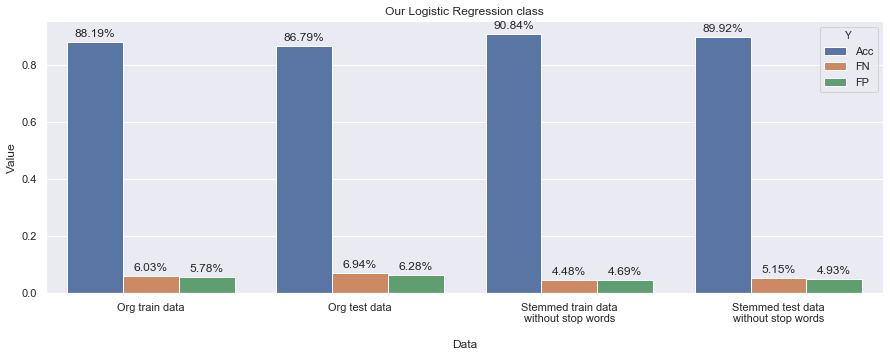 Our Logistic Regression class
Y
Acc
FN
FP
Value
0.8
0.6
0.4
0.2
0.0
88.19%
6.03%
5.78%
86.79%
6.94%
6.28%
90.84%
4.48%
4.69%
89.92%
5.15%
4.93%
Org train data
Org test data
Stemmed train data
without stop words
Stemmed test data
without stop words
Data